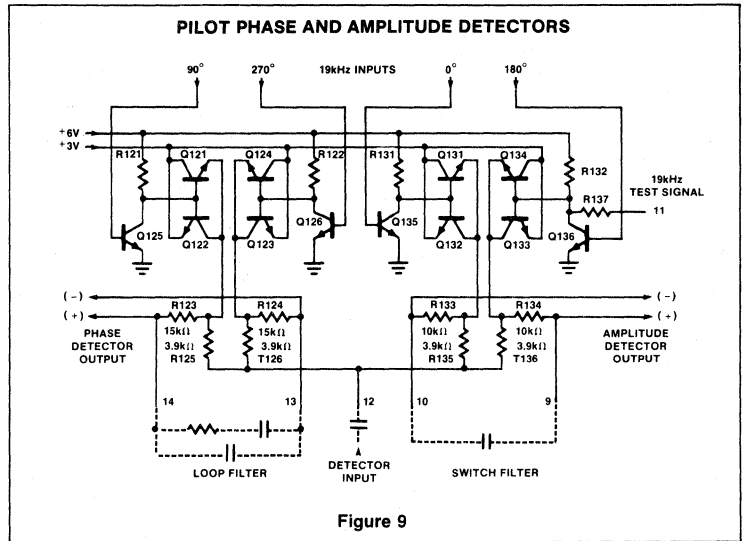 PILOT PHASE AND AMPLITUDE DETECTORS
90° 270° 19kHz INPUTS 0° 180°
+6V
+3V
R121 Q121 Q124 R122 R131 Q131 Q134 R132
19kHz
TEST SIGNAL
R137
11
Q125 Q122 Q123 Q126 Q135 Q132 Q133 Q136
(-) R123 R124 R133 R134 (-)
(+) (+)
PHASE
DETECTOR
OUTPUT
15kΩ 15kΩ 10kΩ 10kΩ
3.9kΩ 3.9kΩ 3.9kΩ 3.9kΩ
R125 T126 R135 T136
AMPLITUDE
DETECTOR
OUTPUT
14 13 12 10 9
LOOP FILTER
DETECTOR
INPUT
SWITCH FILTER
Figure 9